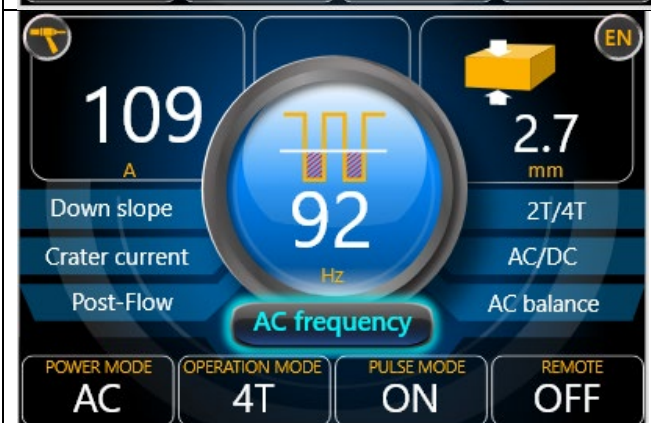 EN
109
A
2.7
mm
92
Hz
Down slope
2T/4T
Crater current
AC/DC
Post-Flow
AC balance
AC frequency
POWER MODE OPERATION MODE PULSE MODE REMOTE
AC 4T ON OFF